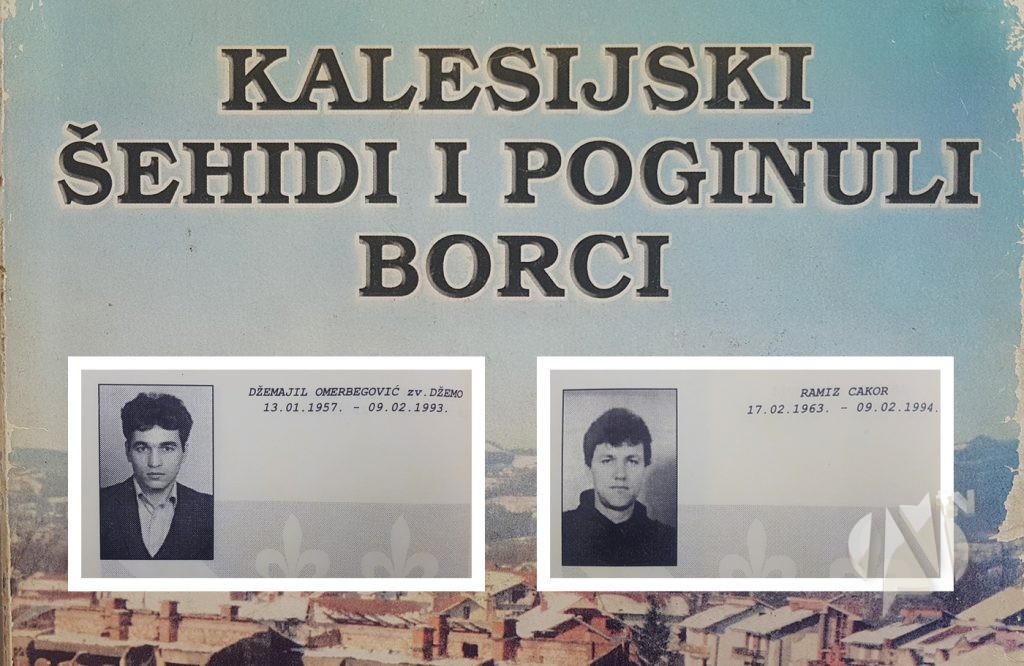 KALESIJSKI
ŠEHIDI I POGINULI
BORCI
DŽEMAJIL OMERBEGOVIĆ zv.DŽEMO
13.01.1957. - 09.02.1993.
RAMIZ CAKOR
17.02.1963. - 09.02.1994.